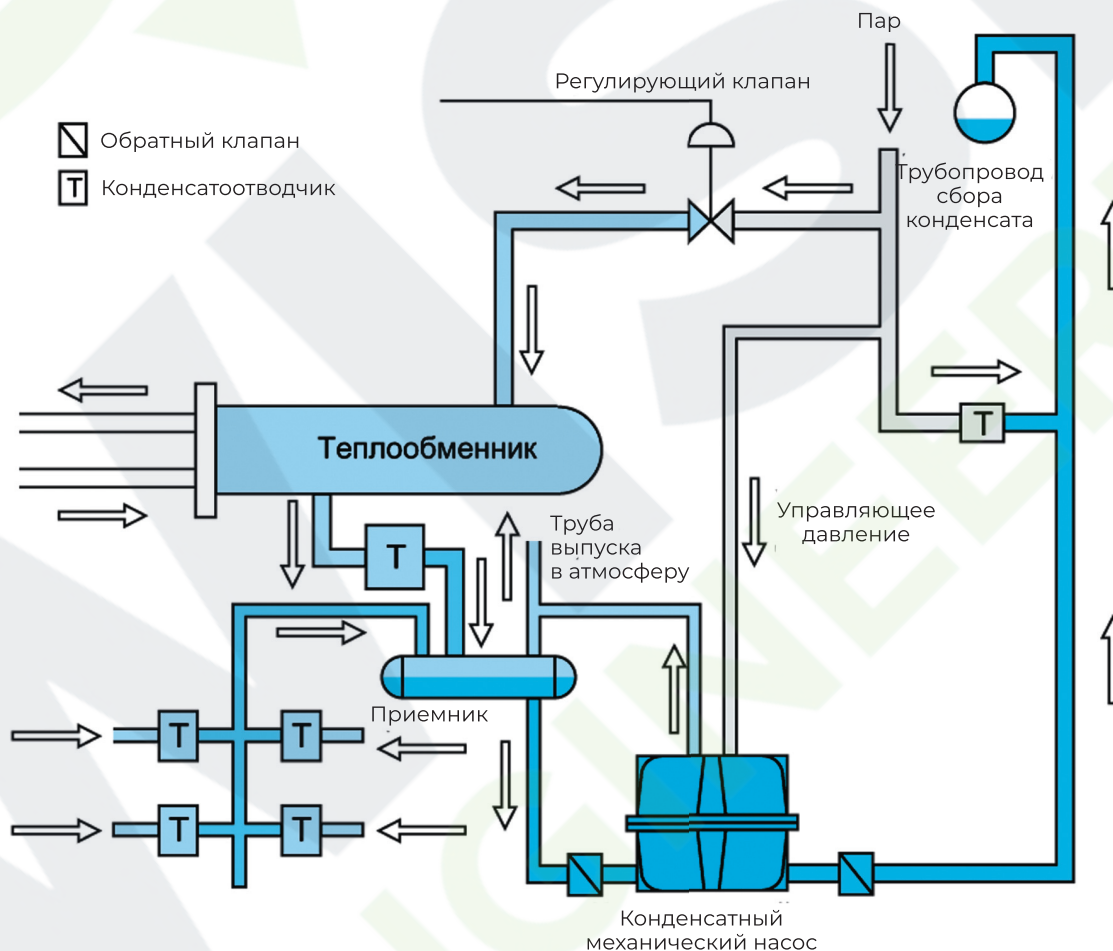 Пар
Регулирующий клапан
Обратный клапан
T Конденсатоотводчик
Трубопровод
сбора
конденсата
Теплообменник
T
Управляющее
давление
Труба
выпуска
в атмосферу
T
Приемник
T T
T T
Конденсатный
механический насос